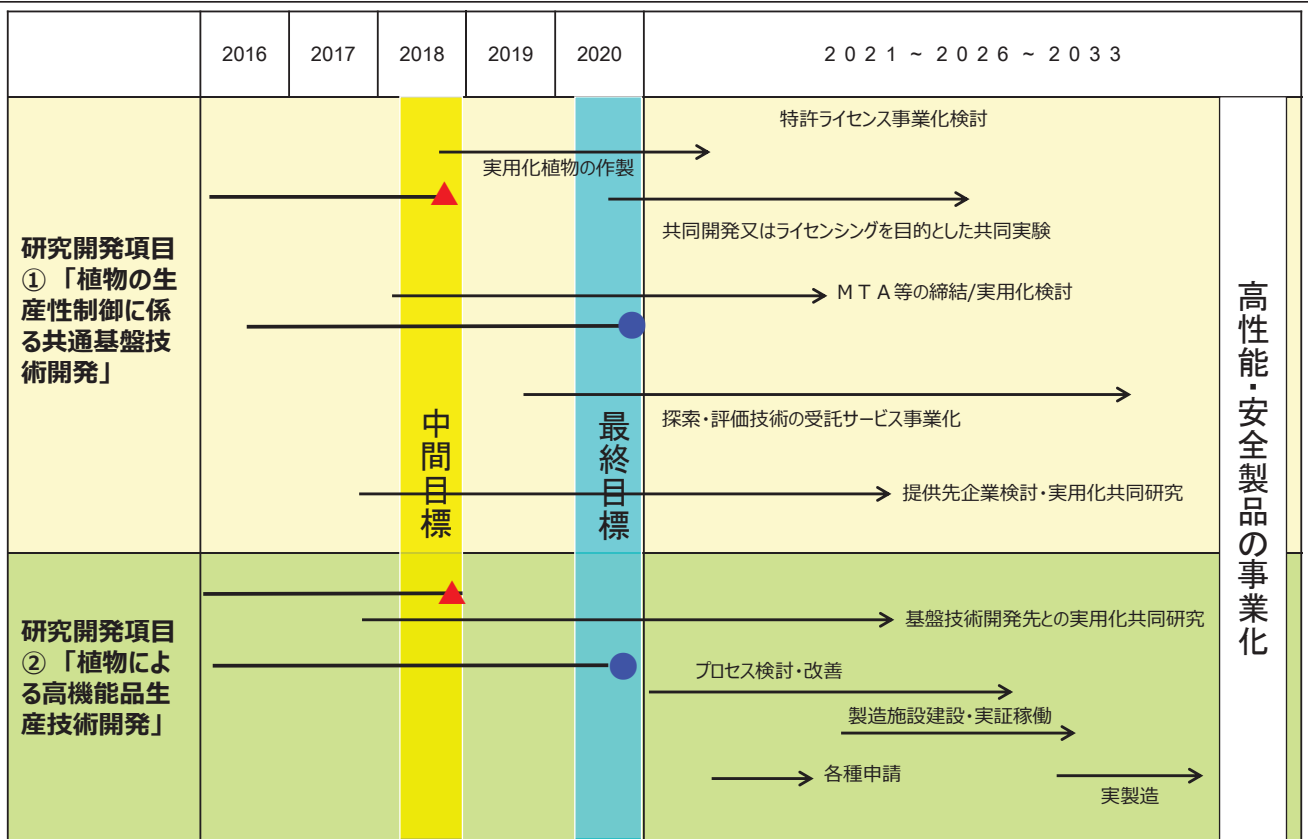 2016
2017
2018
2019
2020
2021~2026~2033
研究開発項目
①「植物の生
産性制御に係
る共通基盤技
術開発」
特許ライセンス事業化検討
実用化植物の作製
共同開発又はライセンシングを目的とした共同実験
MTA等の締結/実用化検討
探索・評価技術の受託サービス事業化
提供先企業検討・実用化共同研究
中間目標
最終目標
高性能・安全製品の事業化
研究開発項目
②「植物によ
る高機能品生
産技術開発」
基盤技術開発先との実用化共同研究
プロセス検討・改善
製造施設建設・実証稼働
各種申請
実製造